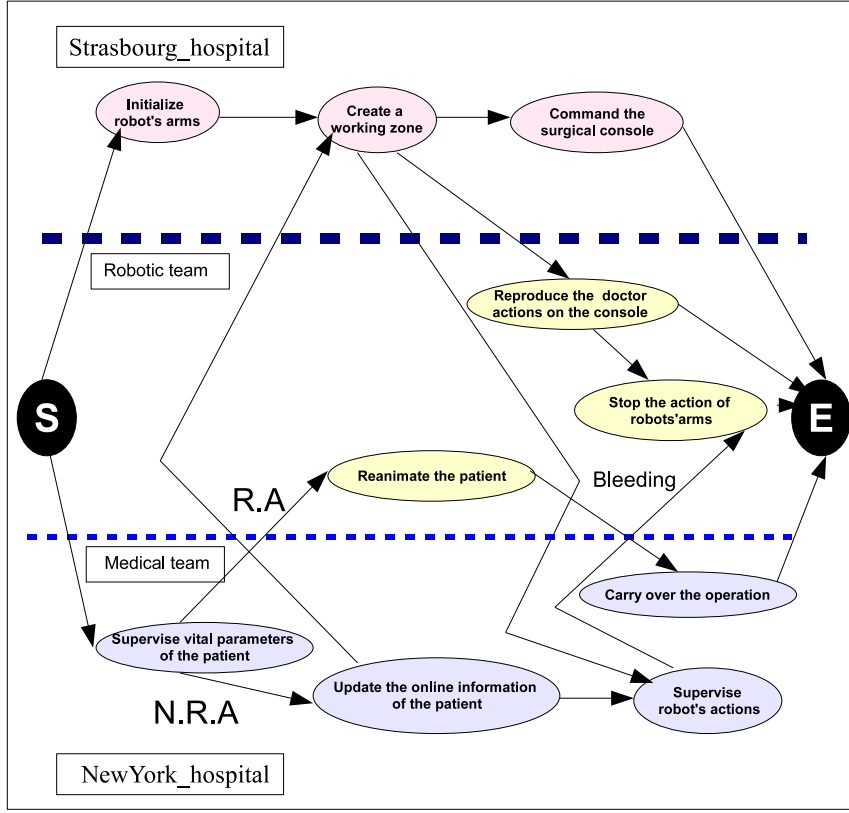 Strasbourg_hospital
Initialize
robot's arms
Create a
working zone
Command the
surgical console
Robotic team
Reproduce the doctor
actions on the console
S
Stop the action of
robots'arms
E
Reanimate the patient
Bleeding
R.A
Medical team
Carry over the operation
Supervise vital parameters
of the patient
Update the online information
of the patient
Supervise
robot's actions
N.R.A
NewYork_hospital